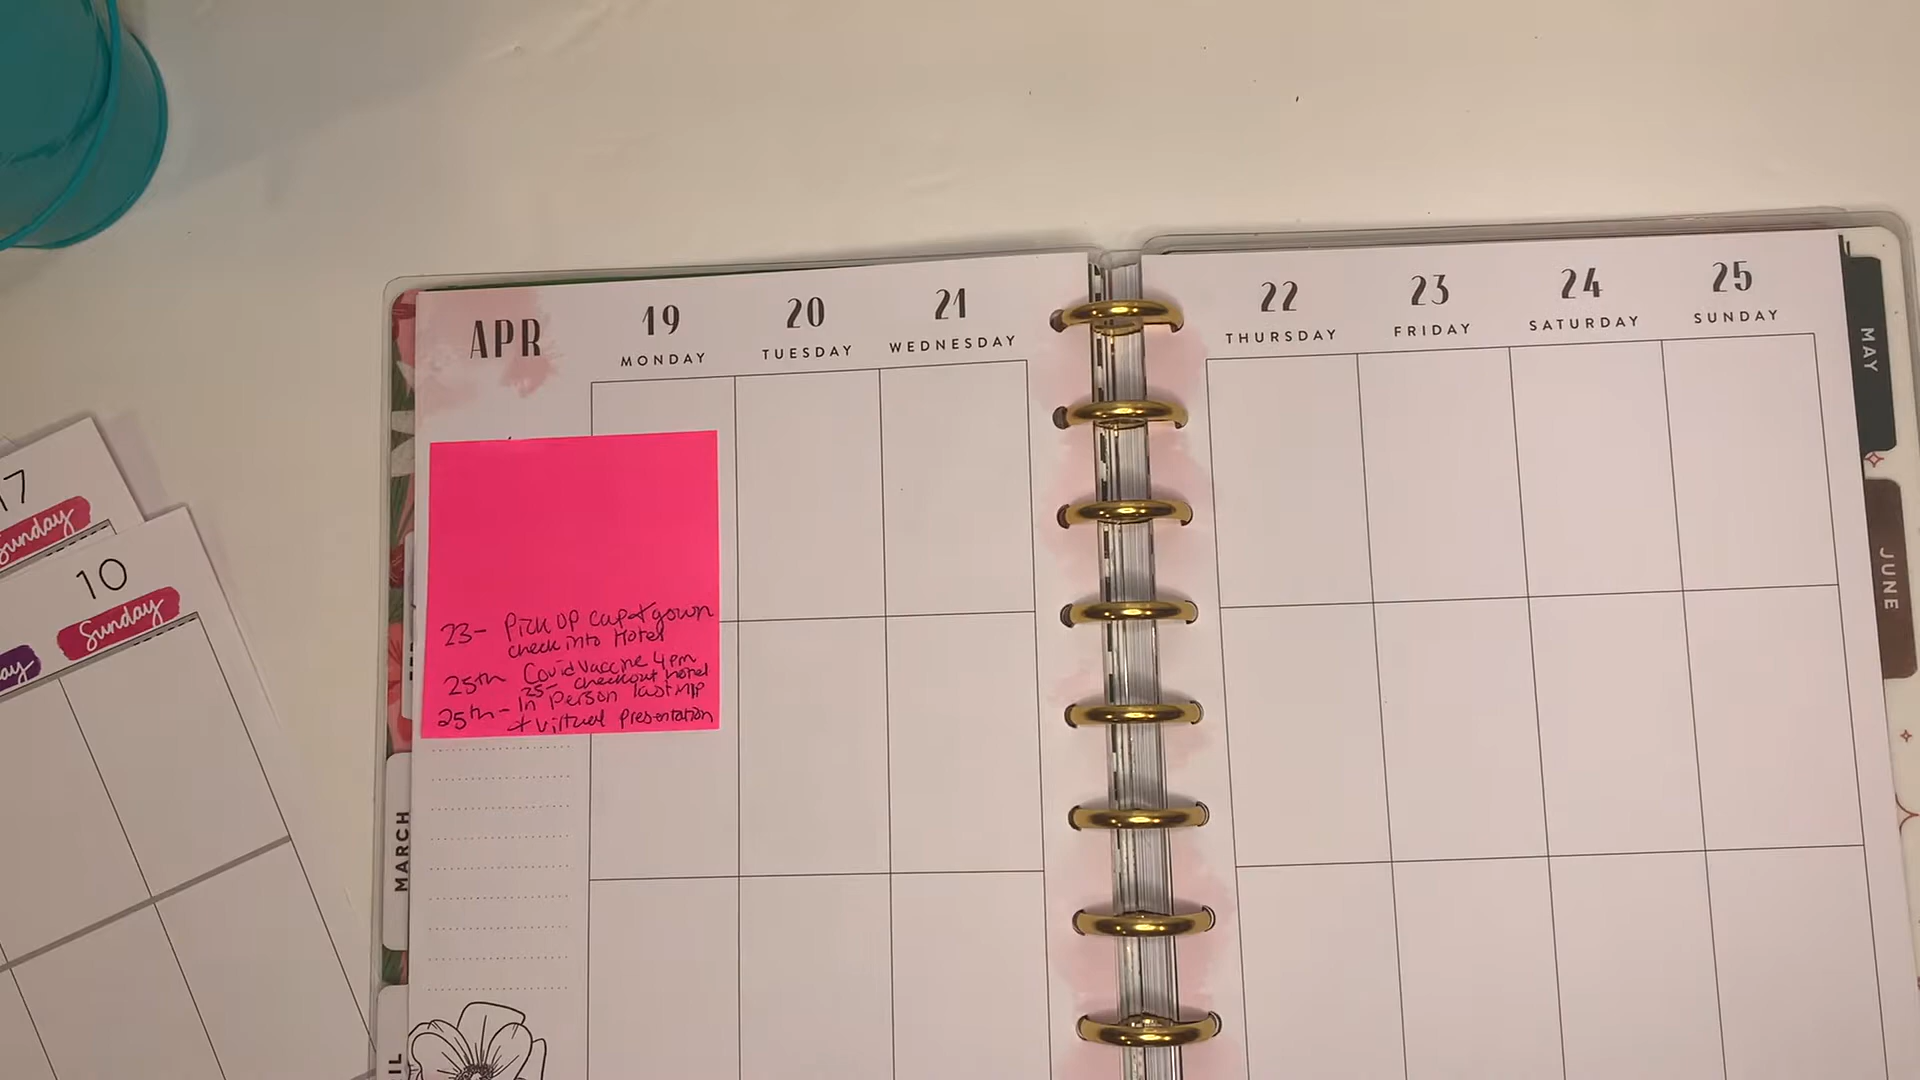 APR
19
MONDAY
20
TUESDAY
21
WEDNESDAY
22
THURSDAY
23
FRIDAY
24
SATURDAY
25
SUNDAY
23- Pick up cap + gown
check into Hotel
25th Covid Vaccine 4pm
25- checkout hotel
25th- In Person last
+ virtual presentation
17
Sunday
10
Sunday
ay
MARCH
IL
MAY
JUNE